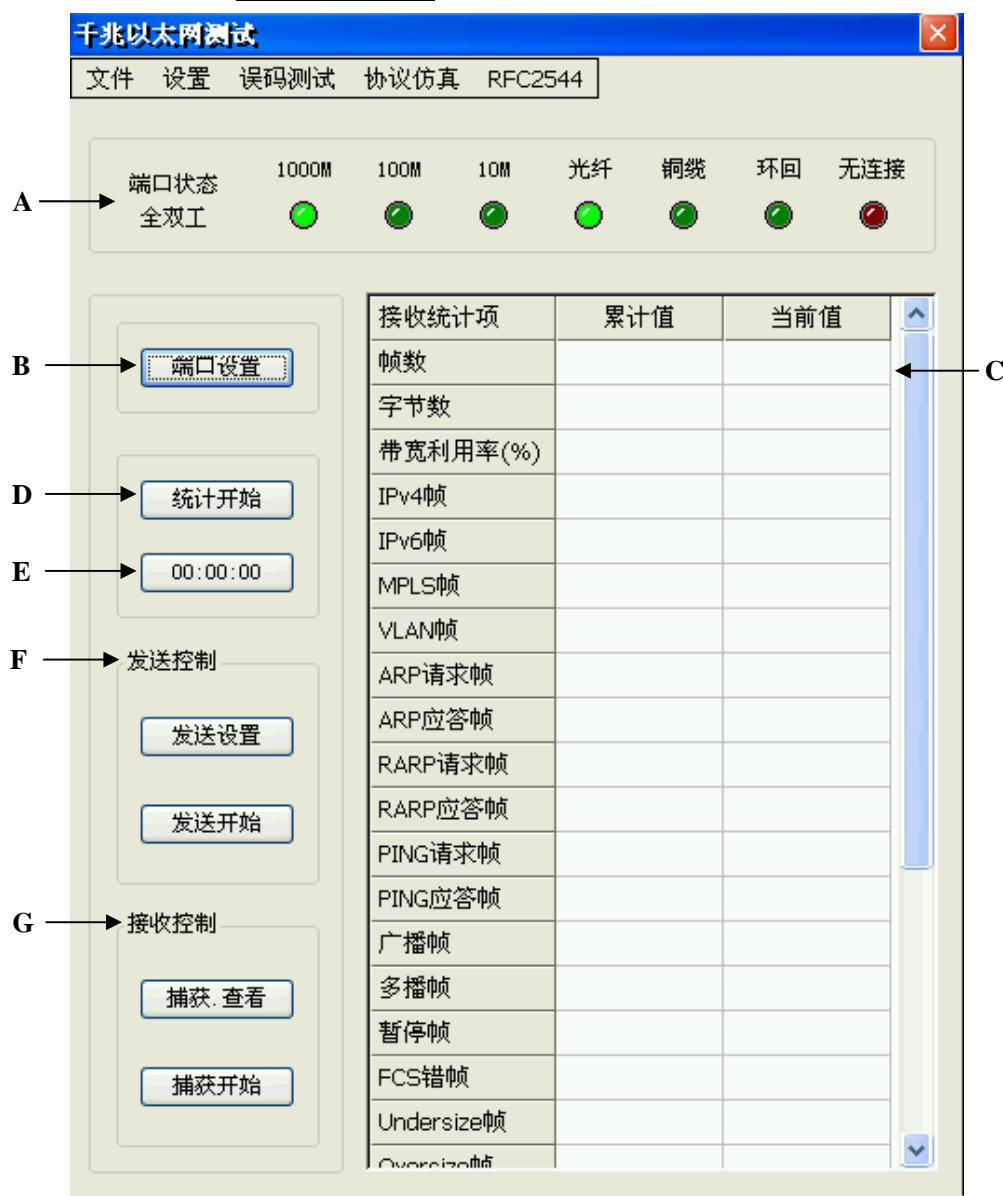 千兆以太网测试
文件 设置 误码测试 协议仿真 RFC2544
1000M 100M 10M 光纤 铜缆 环回 无连接
端口状态
全双工
A
B
端口设置
D
统计开始
E
00:00:00
F
发送控制
发送设置
发送开始
G
接收控制
捕获.查看
捕获开始
接收统计项 累计值 当前值
帧数
C
字节数
带宽利用率(%)
IPv4帧
IPv6帧
MPLS帧
VLAN帧
ARP请求帧
ARP应答帧
RARP请求帧
RARP应答帧
PING请求帧
PING应答帧
广播帧
多播帧
暂停帧
FCS错帧
Undersize帧
Oversize帧